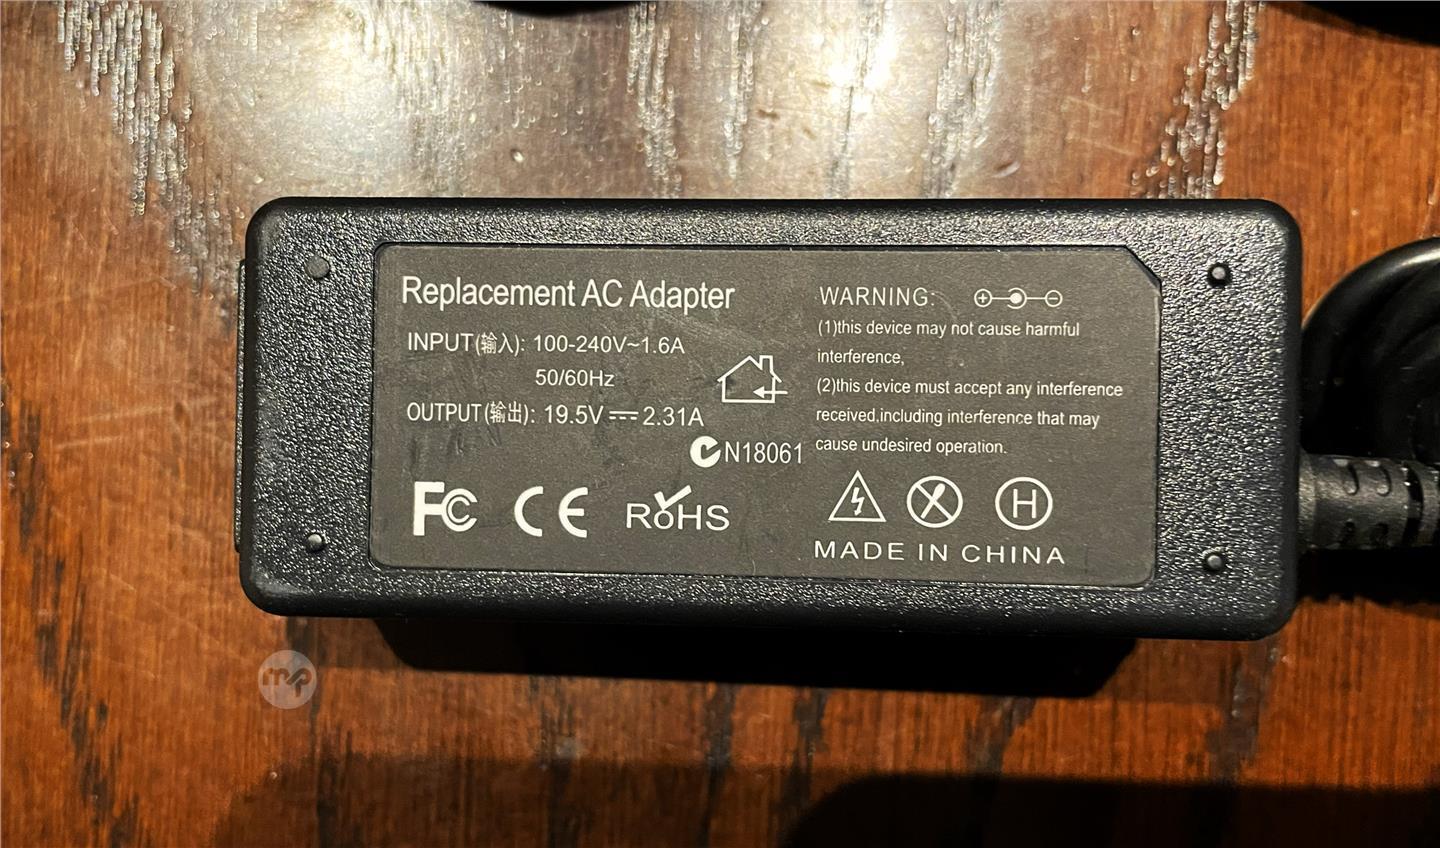 Replacement AC Adapter
INPUT(输入): 100-240V~1.6A
50/60Hz
OUTPUT(输出): 19.5V⎓2.31A
N18061
FC CE RoHS
WARNING:
(1)this device may not cause harmful
interference,
(2)this device must accept any interference
received,including interference that may
cause undesired operation.
H
MADE IN CHINA